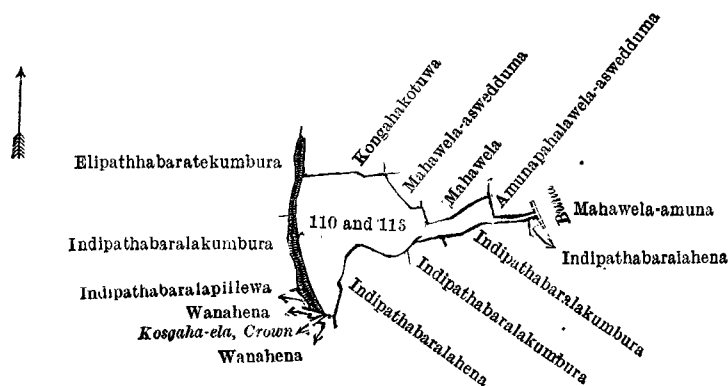 Kongahakotuwa
Mahawela-aswedduma
Mahawela
Amunapahalawela-aswedduma
Elipathhabaratekumbura
110 and 115
Bund
Mahawela-amuna
Indipathabaralakumbura
Indipathabaralahena
Indipathabaralapillewa
Wanahena
Kosgaha-ela, Crown
Wanahena
Indipathabaralahena
Indipathabaralakumbura
Indipathabaralakumbura